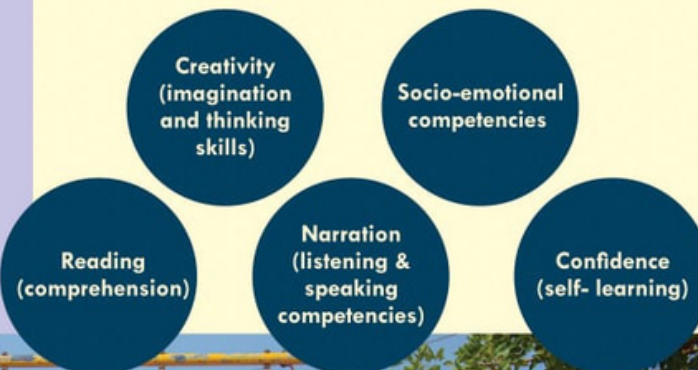 Creativity
(imagination
and thinking
skills)
Socio-emotional
competencies
Reading
(comprehension)
Narration
(listening &
speaking
competencies)
Confidence
(self- learning)